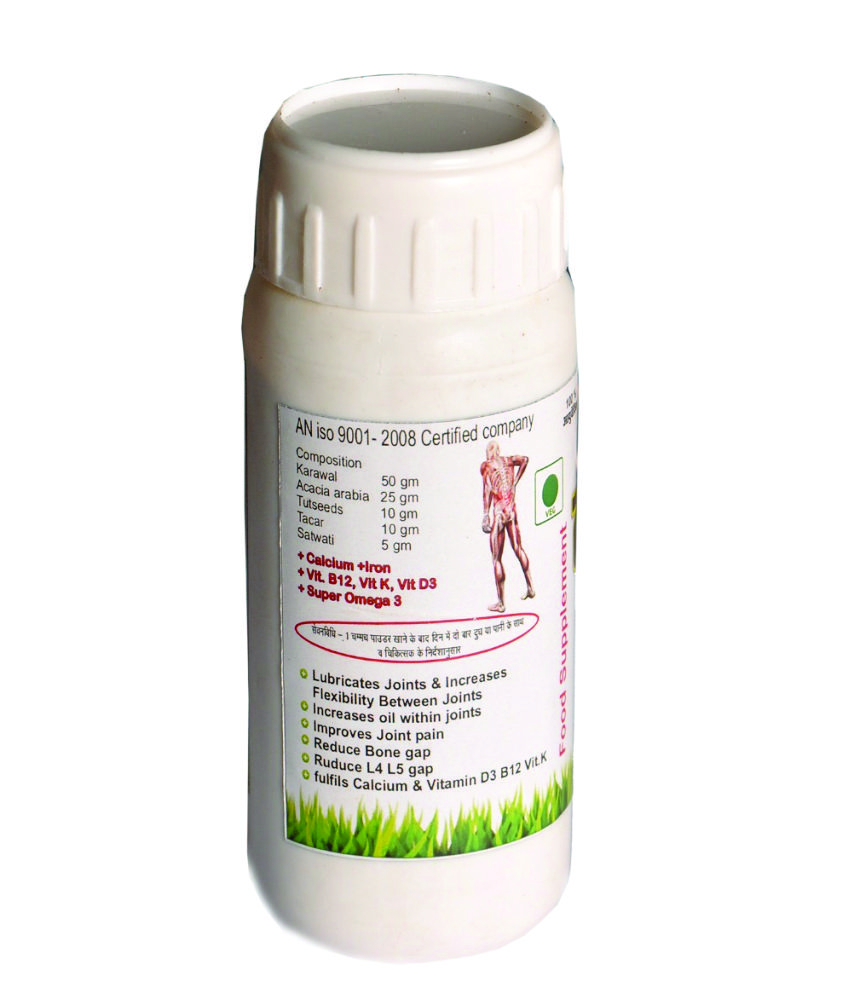 100 %
AN iso 9001- 2008 Certified company
Composition
Karawal 50 gm
Acacia arabia 25 gm
Tutseeds 10 gm
Tacar 10 gm
Satwati 5 gm
+ Calcium +Iron
+ Vit. B12, Vit K, Vit D3
+ Super Omega 3
VEG
सेवनविधि – 1 चम्मच पाउडर खाने के बाद दिन में दो बार दुध या पानी के साथ
व चिकित्सक के निर्देशानुसार
Lubricates Joints & Increases
Flexibility Between Joints
Increases oil within joints
Improves Joint pain
Reduce Bone gap
Ruduce L4 L5 gap
fulfils Calcium & Vitamin D3 B12 Vit.K
Food Supplement